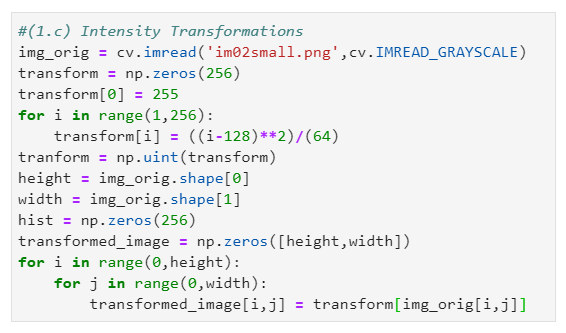 #(1.c) Intensity Transformations
img_orig = cv.imread('im02small.png',cv.IMREAD_GRAYSCALE)
transform = np.zeros(256)
transform[0] = 255
for i in range(1,256):
    transform[i] = ((i-128)**2)/(64)
tranform = np.uint(transform)
height = img_orig.shape[0]
width = img_orig.shape[1]
hist = np.zeros(256)
transformed_image = np.zeros([height,width])
for i in range(0,height):
    for j in range(0,width):
        transformed_image[i,j] = transform[img_orig[i,j]]